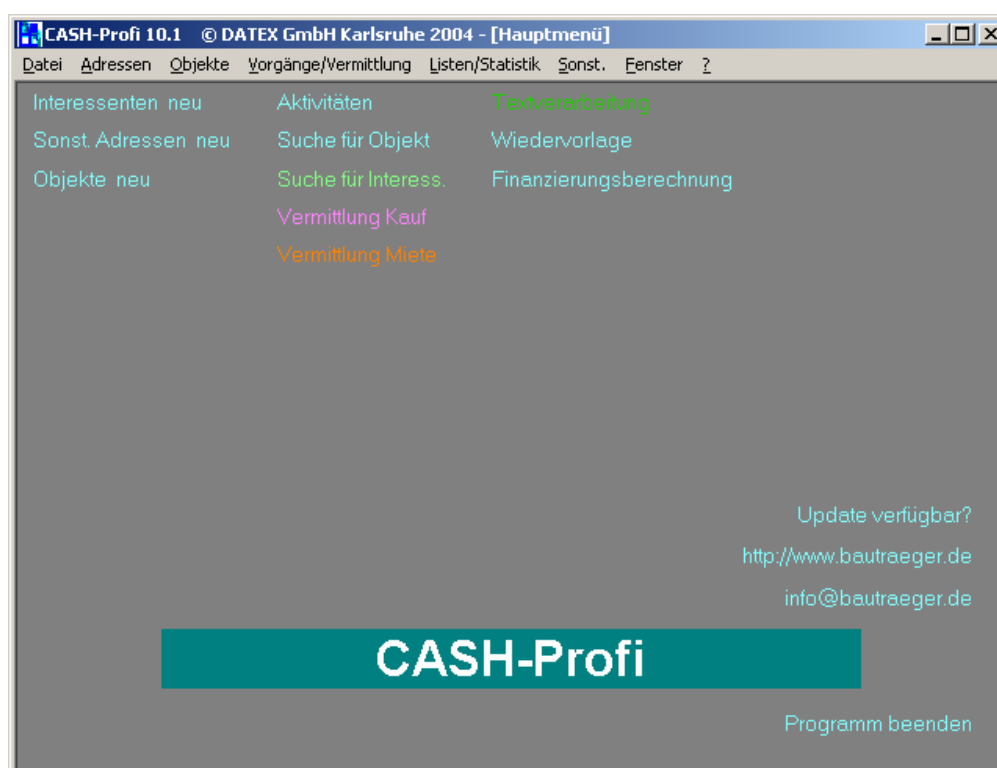 CASH-Profi 10.1 © DATEX GmbH Karlsruhe 2004 - [Hauptmenü]
Datei Adressen Objekte Vorgänge/Vermittlung Listen/Statistik Sonst. Fenster ?
Interessenten neu Aktivitäten Textverarbeitung
Sonst. Adressen neu Suche für Objekt Wiedervorlage
Objekte neu Suche für Interess. Finanzierungsberechnung
Vermittlung Kauf
Vermittlung Miete
Update verfügbar?
http://www.bautraeger.de
info@bautraeger.de
CASH-Profi
Programm beenden